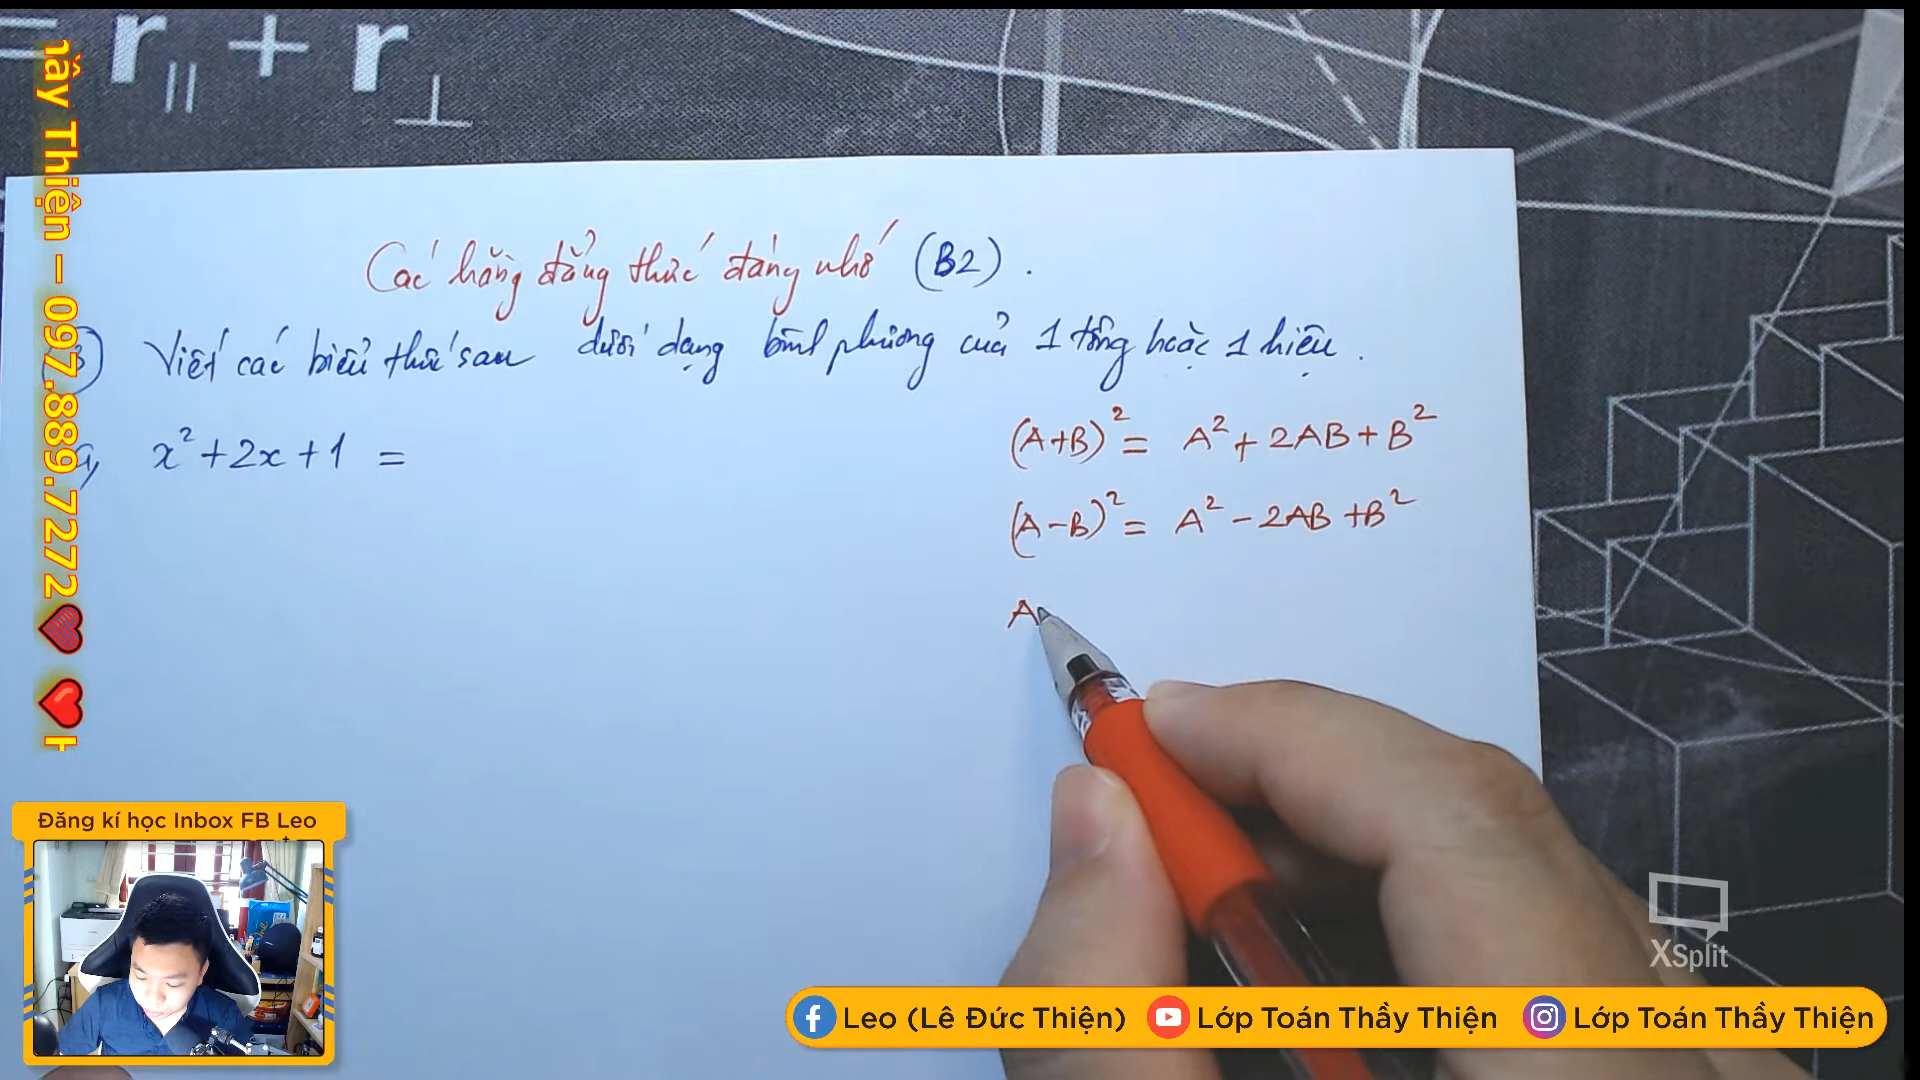 = r|| + r⊥
ầy Thiện – 097.889.7272
Các hằng đẳng thức đáng nhớ (B2).
Viết các biểu thức sau dưới dạng bình phương của 1 tổng hoặc 1 hiệu.
a, x² + 2x + 1 =
(A+B)² = A² + 2AB + B²
(A-B)² = A² - 2AB + B²
A
Đăng kí học Inbox FB Leo
XSplit
Leo (Lê Đức Thiện) Lớp Toán Thầy Thiện Lớp Toán Thầy Thiện